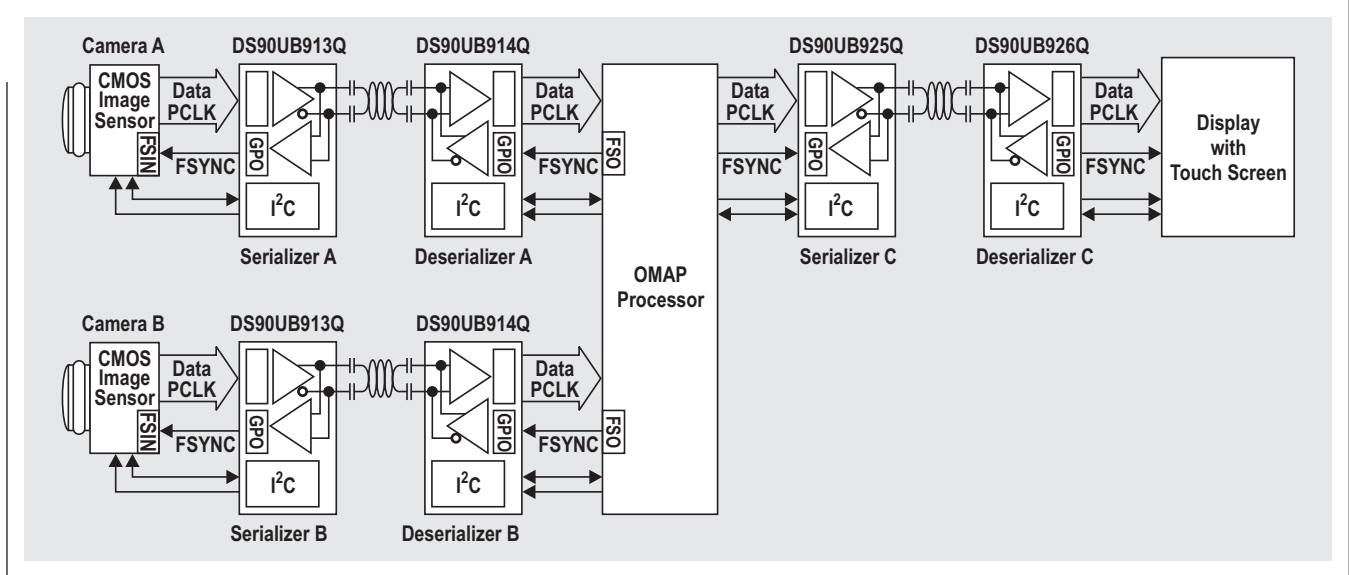 Camera A
DS90UB913Q
DS90UB914Q
DS90UB925Q
DS90UB926Q
CMOS
Image
Sensor
FSIN
Data
PCLK
FSYNC
GPO
I²C
Serializer A
GPIO
I²C
Deserializer A
Data
PCLK
FSYNC
FSO
OMAP
Processor
Data
PCLK
FSYNC
GPO
I²C
Serializer C
GPIO
I²C
Deserializer C
Data
PCLK
FSYNC
Display
with
Touch Screen
Camera B
DS90UB913Q
DS90UB914Q
CMOS
Image
Sensor
FSIN
Data
PCLK
FSYNC
GPO
I²C
Serializer B
GPIO
I²C
Deserializer B
Data
PCLK
FSYNC
FSO